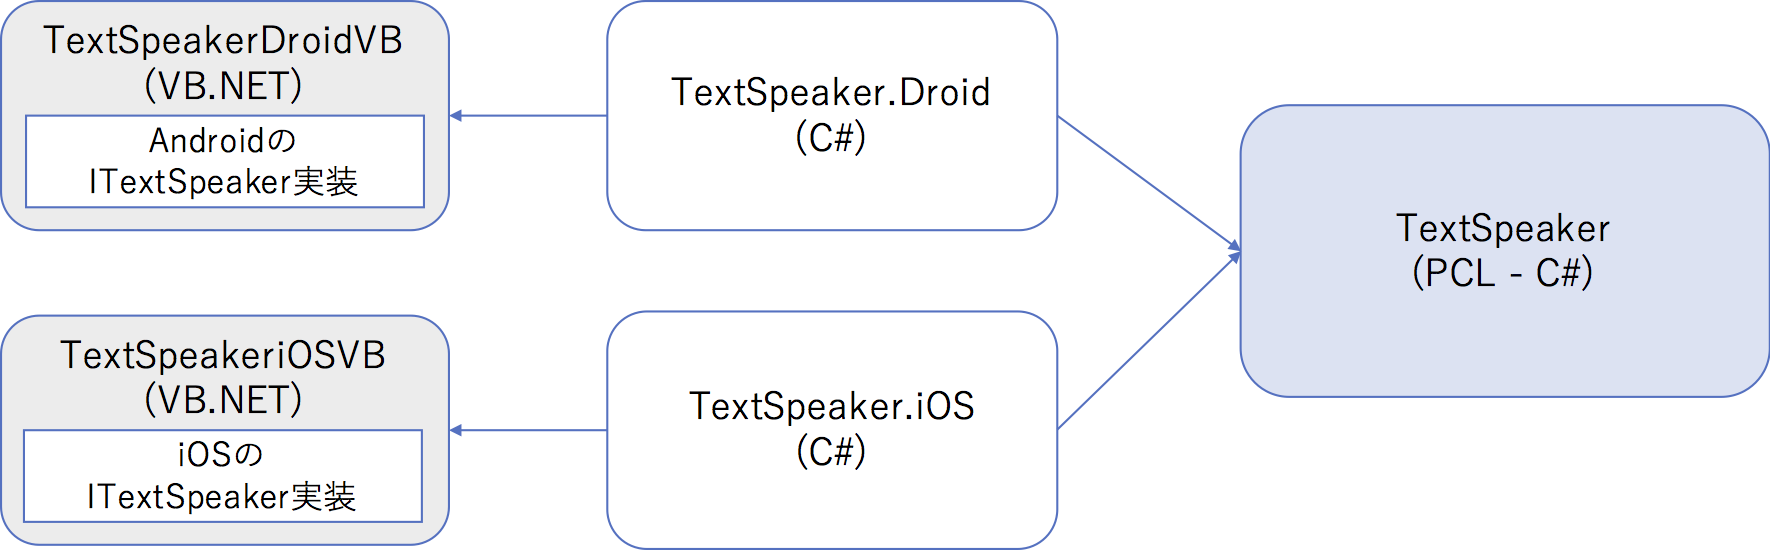 TextSpeakerDroidVB
(VB.NET)
Androidの
ITextSpeaker実装
TextSpeaker.Droid
(C#)
TextSpeakeriOSVB
(VB.NET)
iOSの
ITextSpeaker実装
TextSpeaker.iOS
(C#)
TextSpeaker
(PCL - C#)